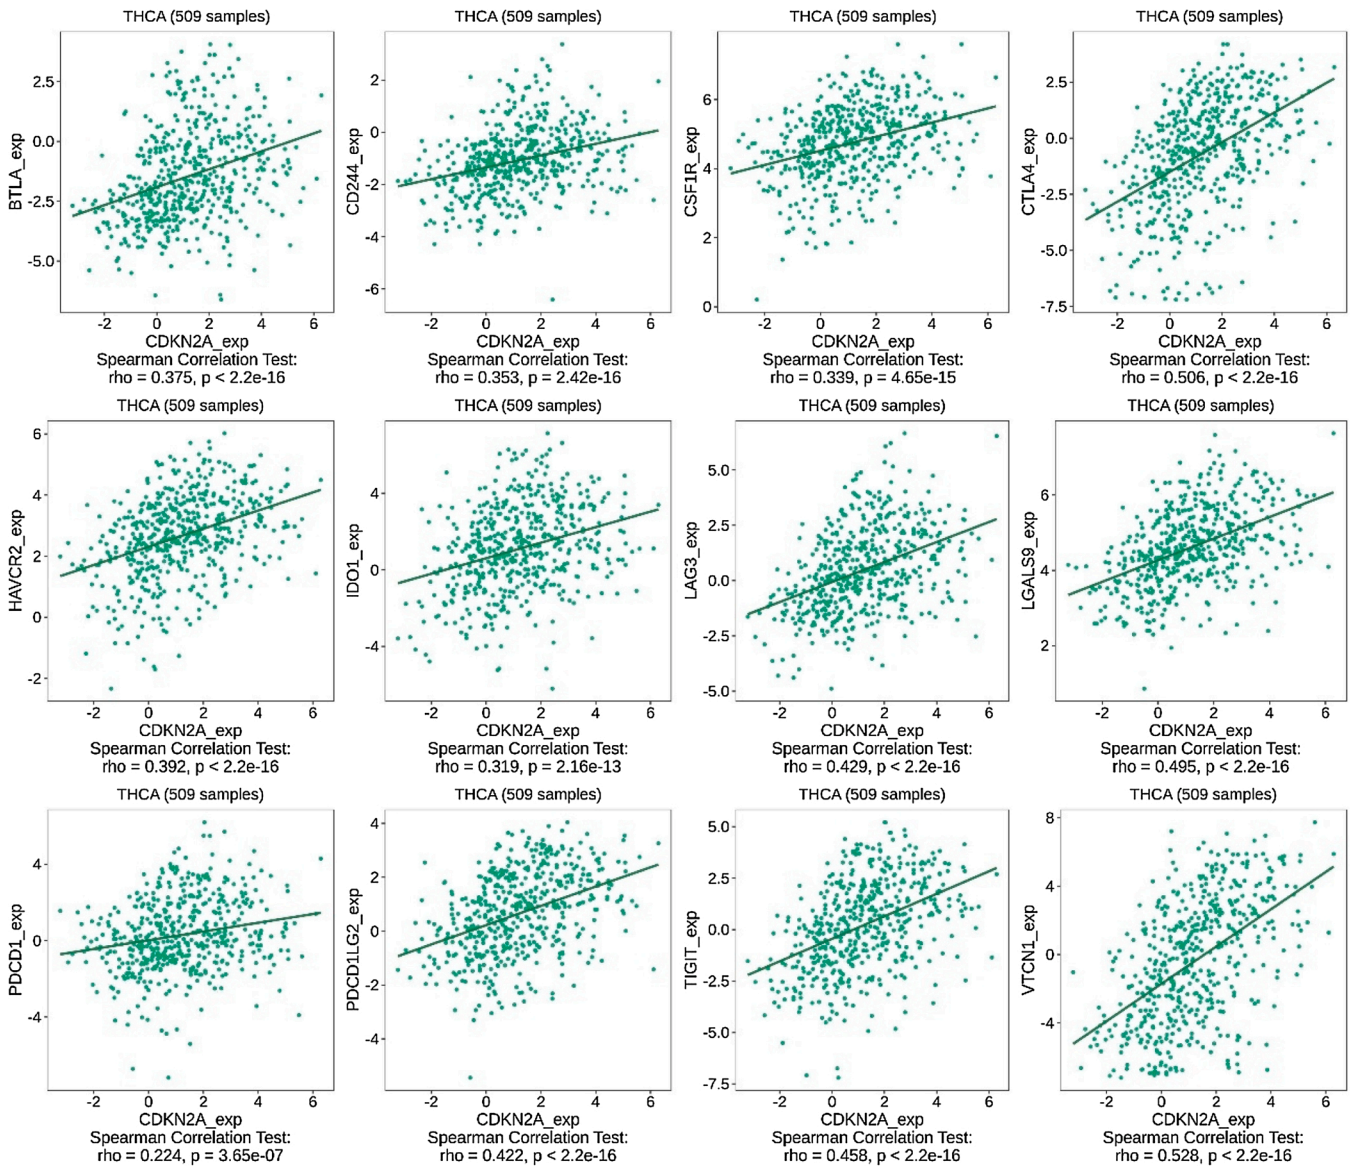 THCA (509 samples)
BTLA_exp
2.5
0.0
-2.5
-5.0
-2 0 2 4 6
CDKN2A_exp
Spearman Correlation Test:
rho = 0.375, p < 2.2e-16
THCA (509 samples)
CD244_exp
2
0
-2
-4
-6
-2 0 2 4 6
CDKN2A_exp
Spearman Correlation Test:
rho = 0.353, p = 2.42e-16
THCA (509 samples)
CSF1R_exp
6
4
2
0
-2 0 2 4 6
CDKN2A_exp
Spearman Correlation Test:
rho = 0.339, p = 4.65e-15
THCA (509 samples)
CTLA4_exp
2.5
0.0
-2.5
-5.0
-7.5
-2 0 2 4 6
CDKN2A_exp
Spearman Correlation Test:
rho = 0.506, p < 2.2e-16
THCA (509 samples)
HAVCR2_exp
6
4
2
0
-2
-2 0 2 4 6
CDKN2A_exp
Spearman Correlation Test:
rho = 0.392, p < 2.2e-16
THCA (509 samples)
IDO1_exp
4
0
-4
-2 0 2 4 6
CDKN2A_exp
Spearman Correlation Test:
rho = 0.319, p = 2.16e-13
THCA (509 samples)
LAG3_exp
5.0
2.5
0.0
-2.5
-5.0
-2 0 2 4 6
CDKN2A_exp
Spearman Correlation Test:
rho = 0.429, p < 2.2e-16
THCA (509 samples)
LGALS9_exp
6
4
2
-2 0 2 4 6
CDKN2A_exp
Spearman Correlation Test:
rho = 0.495, p < 2.2e-16
THCA (509 samples)
PDCD1_exp
4
0
-4
-2 0 2 4 6
CDKN2A_exp
Spearman Correlation Test:
rho = 0.224, p = 3.65e-07
THCA (509 samples)
PDCD1LG2_exp
4
2
0
-2
-4
-2 0 2 4 6
CDKN2A_exp
Spearman Correlation Test:
rho = 0.422, p < 2.2e-16
THCA (509 samples)
TIGIT_exp
5.0
2.5
0.0
-2.5
-5.0
-7.5
-2 0 2 4 6
CDKN2A_exp
Spearman Correlation Test:
rho = 0.458, p < 2.2e-16
THCA (509 samples)
VTCN1_exp
8
4
0
-4
-2 0 2 4 6
CDKN2A_exp
Spearman Correlation Test:
rho = 0.528, p < 2.2e-16